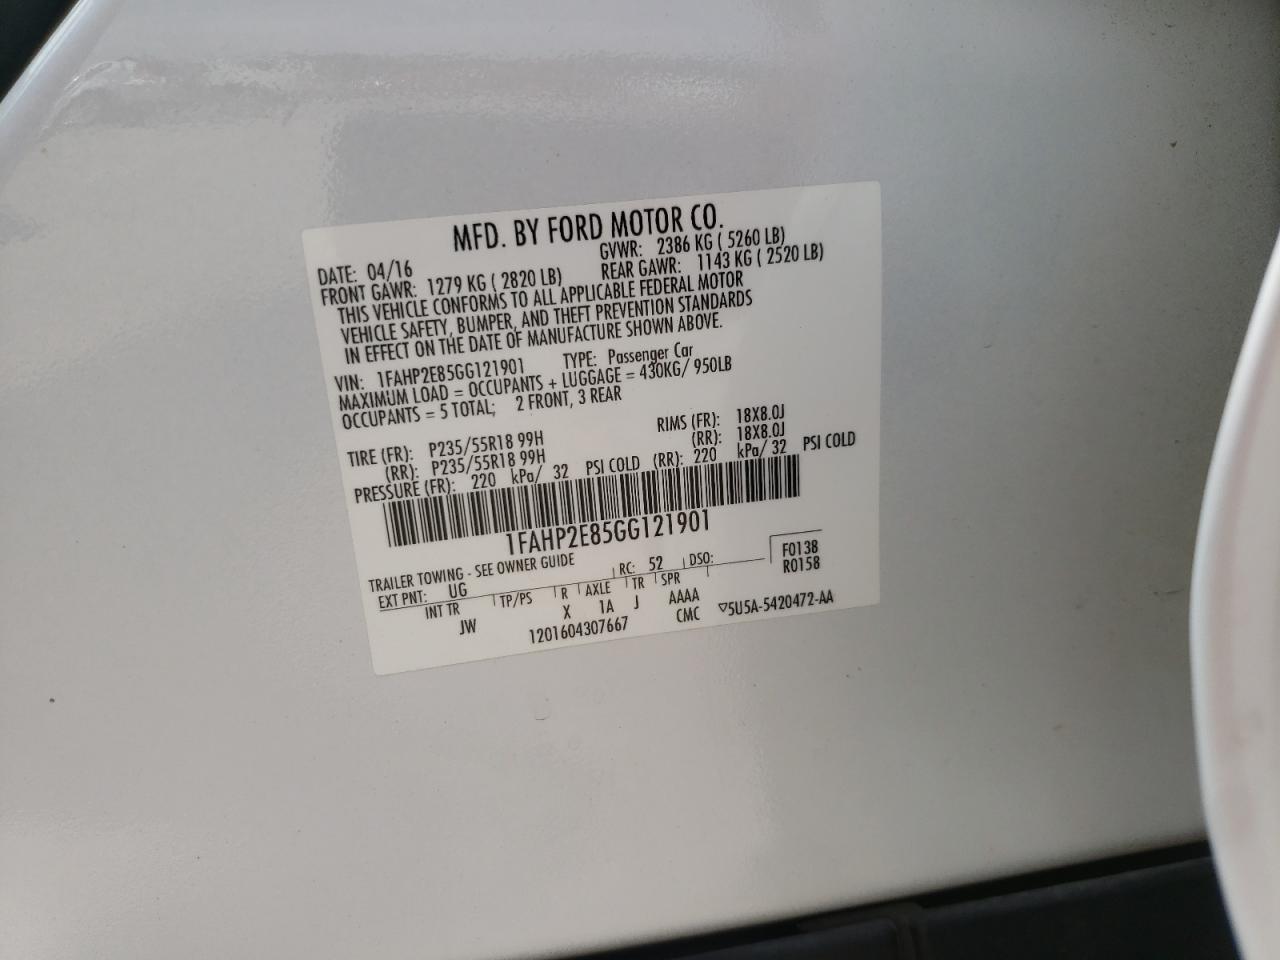 MFD. BY FORD MOTOR CO.
DATE: 04/16 GVWR: 2386 KG ( 5260 LB)
FRONT GAWR: 1279 KG ( 2820 LB) REAR GAWR: 1143 KG ( 2520 LB)
THIS VEHICLE CONFORMS TO ALL APPLICABLE FEDERAL MOTOR
VEHICLE SAFETY, BUMPER, AND THEFT PREVENTION STANDARDS
IN EFFECT ON THE DATE OF MANUFACTURE SHOWN ABOVE.
VIN: 1FAHP2E85GG121901 TYPE: Passenger Car
MAXIMUM LOAD = OCCUPANTS + LUGGAGE = 430KG/ 950LB
OCCUPANTS = 5 TOTAL; 2 FRONT, 3 REAR
TIRE (FR): P235/55R18 99H RIMS (FR): 18X8.0J
(RR): P235/55R18 99H (RR): 18X8.0J
PRESSURE (FR): 220 kPa/ 32 PSI COLD (RR): 220 kPa/ 32 PSI COLD
1FAHP2E85GG121901
TRAILER TOWING - SEE OWNER GUIDE
EXT PNT: UG RC: 52 DSO: F0138
R0158
INT TR TP/PS R AXLE TR SPR
JW X 1A J AAAA
1201604307667 CMC ▽5U5A-5420472-AA